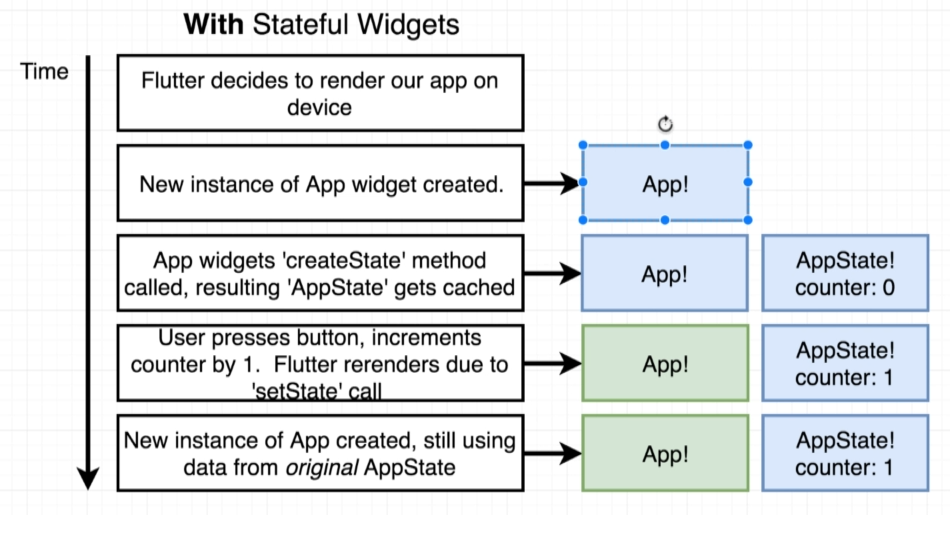 With Stateful Widgets
Time
Flutter decides to render our app on
device
New instance of App widget created.
App!
App widgets 'createState' method
called, resulting 'AppState' gets cached
App!
AppState!
counter: 0
User presses button, increments
counter by 1.  Flutter rerenders due to
'setState' call
App!
AppState!
counter: 1
New instance of App created, still using
data from original AppState
App!
AppState!
counter: 1